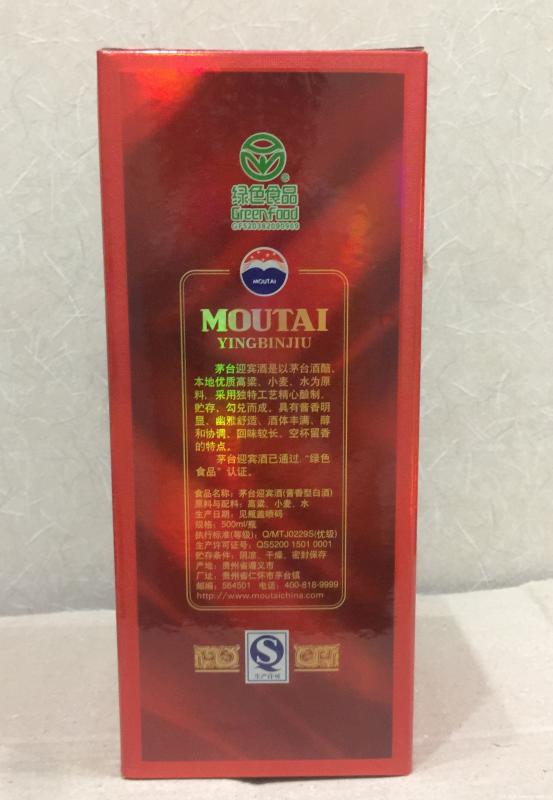 绿色食品
GreenFood
GF520382090969
MOUTAI
MOUTAI
YINGBINJIU
茅台迎宾酒是以茅台酒醅,
本地优质高粱、小麦、水为原
料,采用独特工艺精心酿制,
贮存、勾兑而成。具有酱香明
显、幽雅舒适、酒体丰满、醇
和协调、回味较长、空杯留香
的特点。
茅台迎宾酒已通过“绿色
食品”认证。
食品名称:茅台迎宾酒(酱香型白酒)
原料与配料:高粱、小麦、水
生产日期:见瓶盖喷码
规格:500ml/瓶
执行标准(等级):Q/MTJ0229S(优级)
生产许可证号:QS5200 1501 0001
贮存条件:阴凉、干燥、密封保存
产地:贵州省遵义市
厂址:贵州省仁怀市茅台镇
邮编:564501 电话:400-818-9999
http://www.moutaichina.com
QS
生产许可